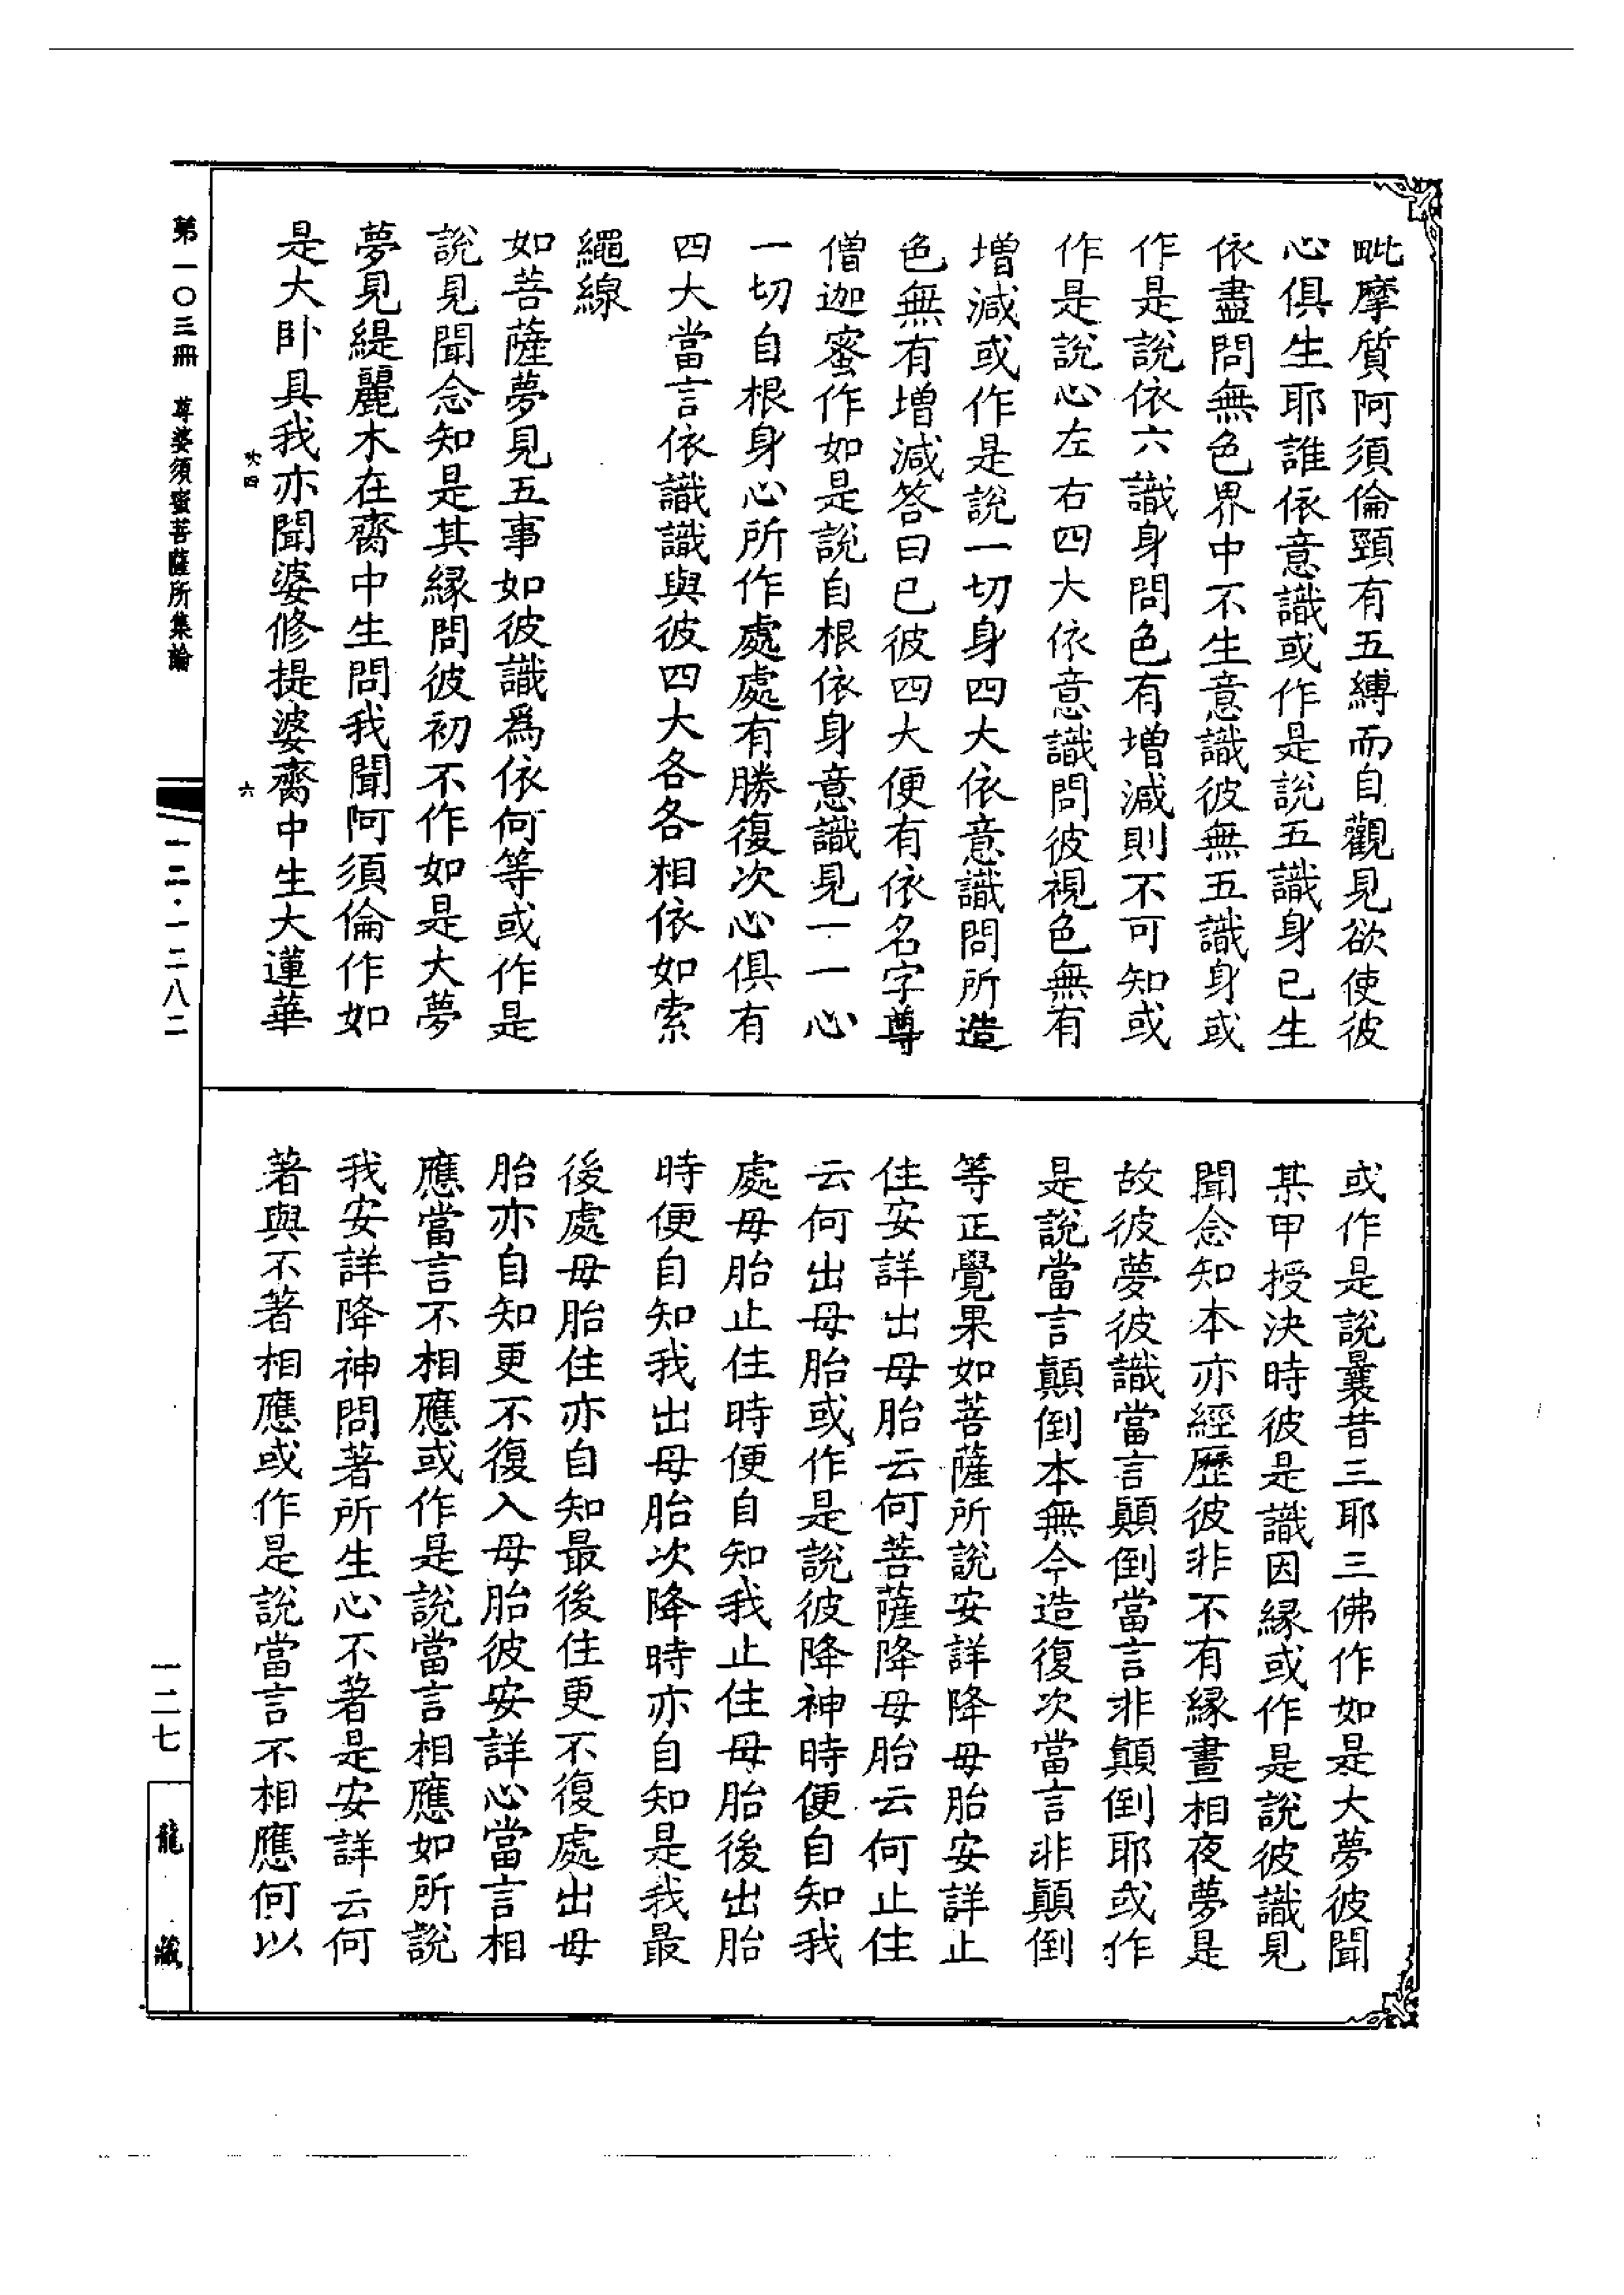 毗摩質阿須倫頸有五縛而自觀見欲使彼
心俱生耶誰依意識或作是說五識身已生
依盡問無色界中不生意識彼無五識身或
作是說依六識身問色有增減則不可知或
作是說心左右四大依意識問彼視色無有
增減或作是說一切身四大依意識問所造
色無有增減答曰已彼四大便有依名字尊
僧迦蜜作如是說自根依身意識見一一心
一切自根身心所作處處有勝復次心俱有
四大當言依識識與彼四大各各相依如索
繩線
如菩薩夢見五事如彼識為依何等或作是
說見聞念知是其緣問彼初不作如是大夢
夢見緹麗木在齎中生問我聞阿須倫作如
是大卧具我亦聞婆修提婆齎中生大蓮華
或作是說曩昔三耶三佛作如是大夢彼聞
某甲授決時彼是識因緣或作是說彼識見
聞念知本亦經歷彼非不有緣晝相夜夢是
故彼夢彼識當言顛倒當言非顛倒耶或作
是說當言顛倒本無今造復次當言非顛倒
等正覺果如菩薩所說安詳降母胎安詳止
住安詳出母胎云何菩薩降母胎云何止住
云何出母胎或作是說彼降神時便自知我
處母胎止住時便自知我止住母胎後出胎
時便自知我出母胎次降時亦自知是我最
後處母胎住亦自知最後住更不復處出母
胎亦自知更不復入母胎彼安詳心當言相
應當言不相應或作是說當言相應如所說
我安詳降神問著所生心不著是安詳云何
著與不著相應或作是說當言不相應何以
第一〇三冊 尊婆須蜜菩薩所集論
四 六
一二·一二八二
一二七
龍藏